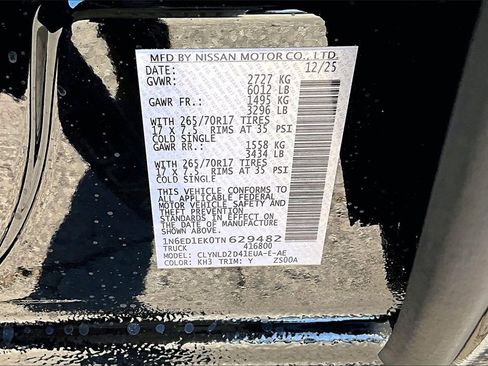 MFD BY NISSAN MOTOR CO., LTD
DATE: 12/25
GVWR: 2727 KG
6012 LB
GAWR FR.: 1495 KG
3296 LB
WITH 265/70R17 TIRES
17 x 7.5 RIMS AT 35 PSI
COLD SINGLE
GAWR RR.: 1558 KG
3434 LB
WITH 265/70R17 TIRES
17 x 7.5 RIMS AT 35 PSI
COLD SINGLE
THIS VEHICLE CONFORMS TO
ALL APPLICABLE FEDERAL
MOTOR VEHICLE SAFETY AND
THEFT PREVENTION
STANDARDS IN EFFECT ON
THE DATE OF MANUFACTURE
SHOWN ABOVE.
1N6ED1EK0TN629482
TRUCK 416800
MODEL: CLYNLDZD41EUA-E-AE
COLOR: KH3 TRIM: Y ZS00A